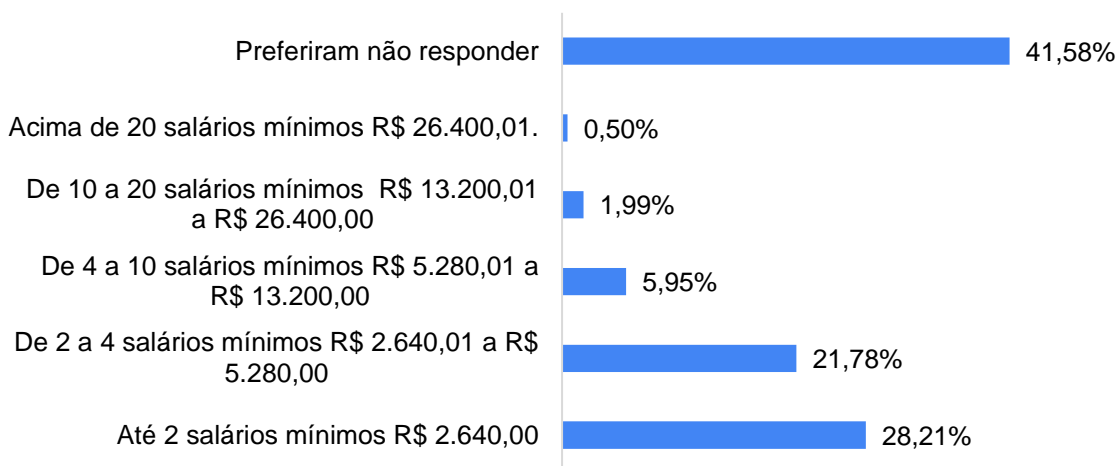 Preferiram não responder
41,58%
Acima de 20 salários mínimos R$ 26.400,01.
0,50%
De 10 a 20 salários mínimos  R$ 13.200,01
a R$ 26.400,00
1,99%
De 4 a 10 salários mínimos R$ 5.280,01 a
R$ 13.200,00
5,95%
De 2 a 4 salários mínimos R$ 2.640,01 a R$
5.280,00
21,78%
Até 2 salários mínimos R$ 2.640,00
28,21%